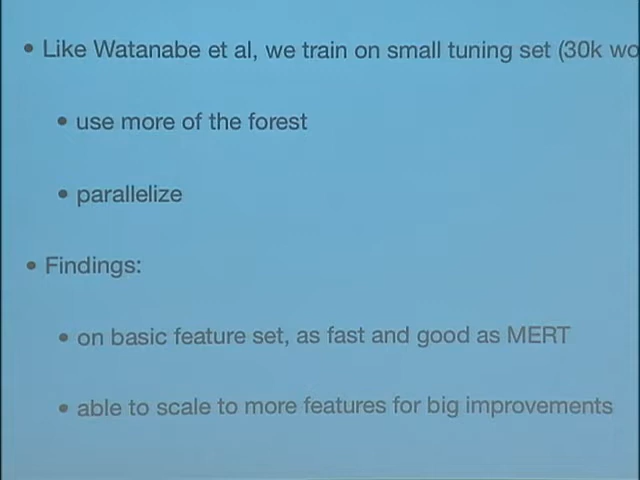 • Like Watanabe et al, we train on small tuning set (30k
• use more of the forest
• parallelize
• Findings:
• on basic feature set, as fast and good as MERT
• able to scale to more features for big improvements